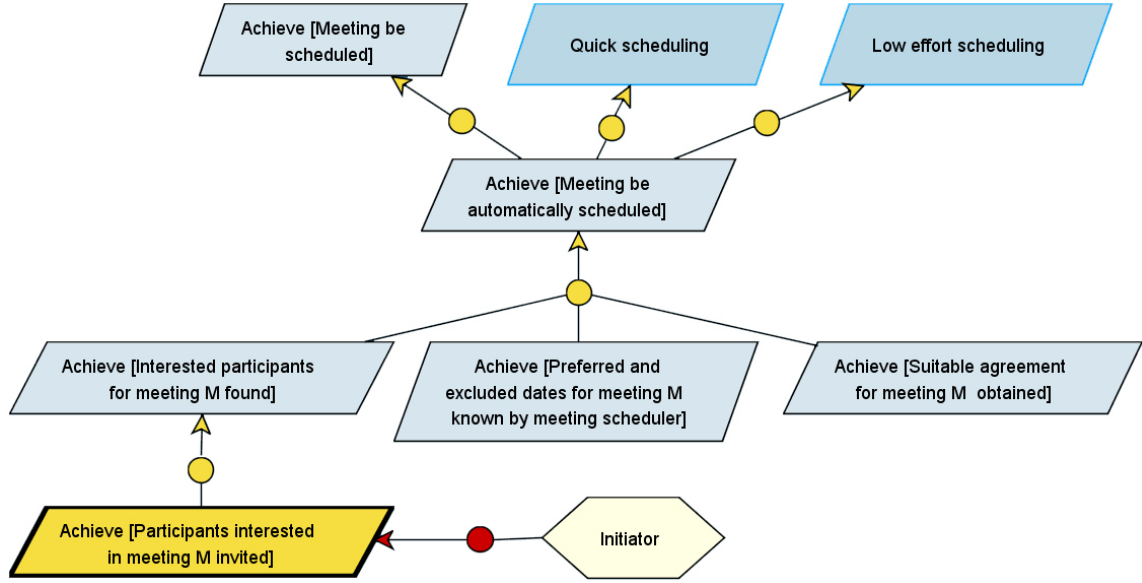 Achieve [Meeting be
scheduled]
Quick scheduling
Low effort scheduling
Achieve [Meeting be
automatically scheduled]
Achieve [Interested participants
for meeting M found]
Achieve [Preferred and
excluded dates for meeting M
known by meeting scheduler]
Achieve [Suitable agreement
for meeting M obtained]
Achieve [Participants interested
in meeting M invited]
Initiator